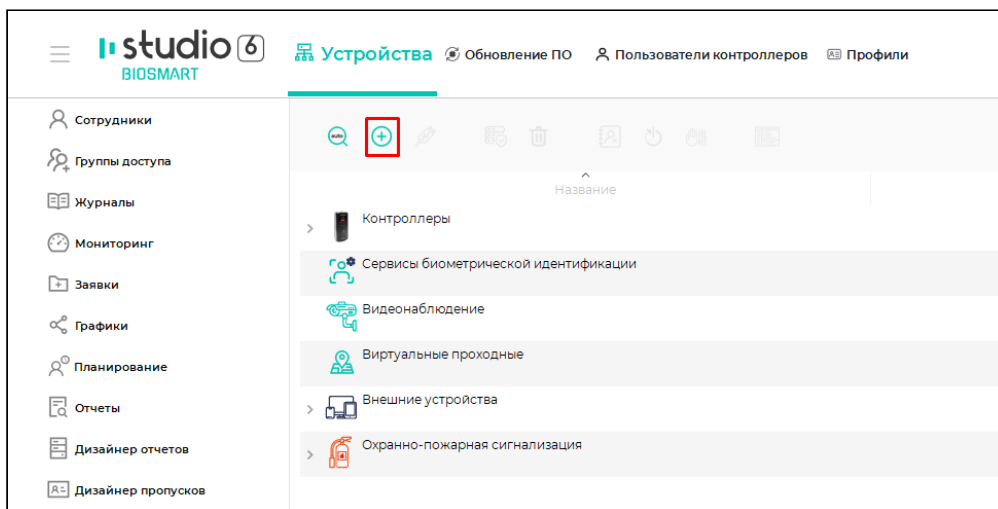 studio 6
BIOSMART
Устройства Обновление ПО Пользователи контроллеров Профили
Сотрудники
Группы доступа
Журналы
Мониторинг
Заявки
Графики
Планирование
Отчеты
Дизайнер отчетов
Дизайнер пропусков
auto
Название
Контроллеры
Сервисы биометрической идентификации
Видеонаблюдение
Виртуальные проходные
Внешние устройства
Охранно-пожарная сигнализация